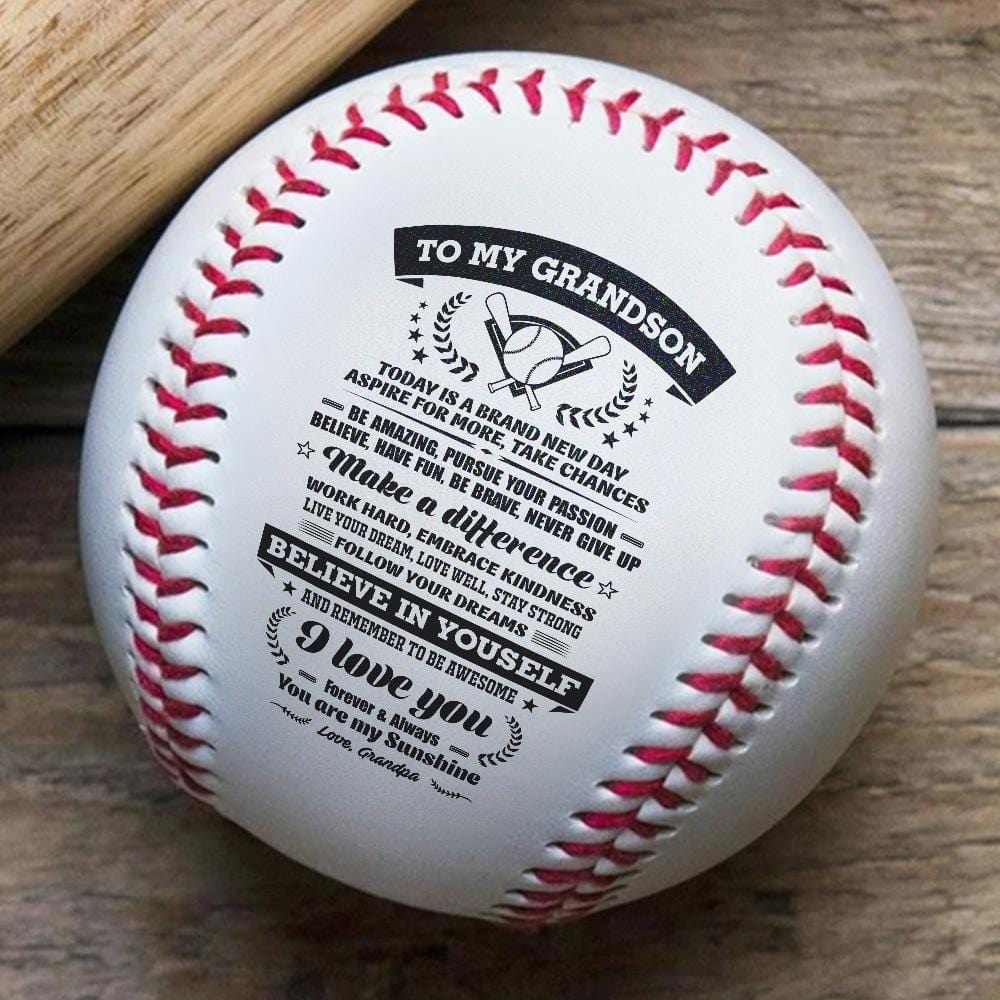 TO MY GRANDSON
TODAY IS A BRAND NEW DAY
ASPIRE FOR MORE, TAKE CHANCES
BE AMAZING, PURSUE YOUR PASSION
BELIEVE, HAVE FUN, BE BRAVE, NEVER GIVE UP
Make a difference
WORK HARD, EMBRACE KINDNESS
LIVE YOUR DREAM, LOVE WELL, STAY STRONG
FOLLOW YOUR DREAMS
BELIEVE IN YOUSELF
AND REMEMBER TO BE AWESOME
I love you
Forever & Always
You are my Sunshine
Love, Grandpa